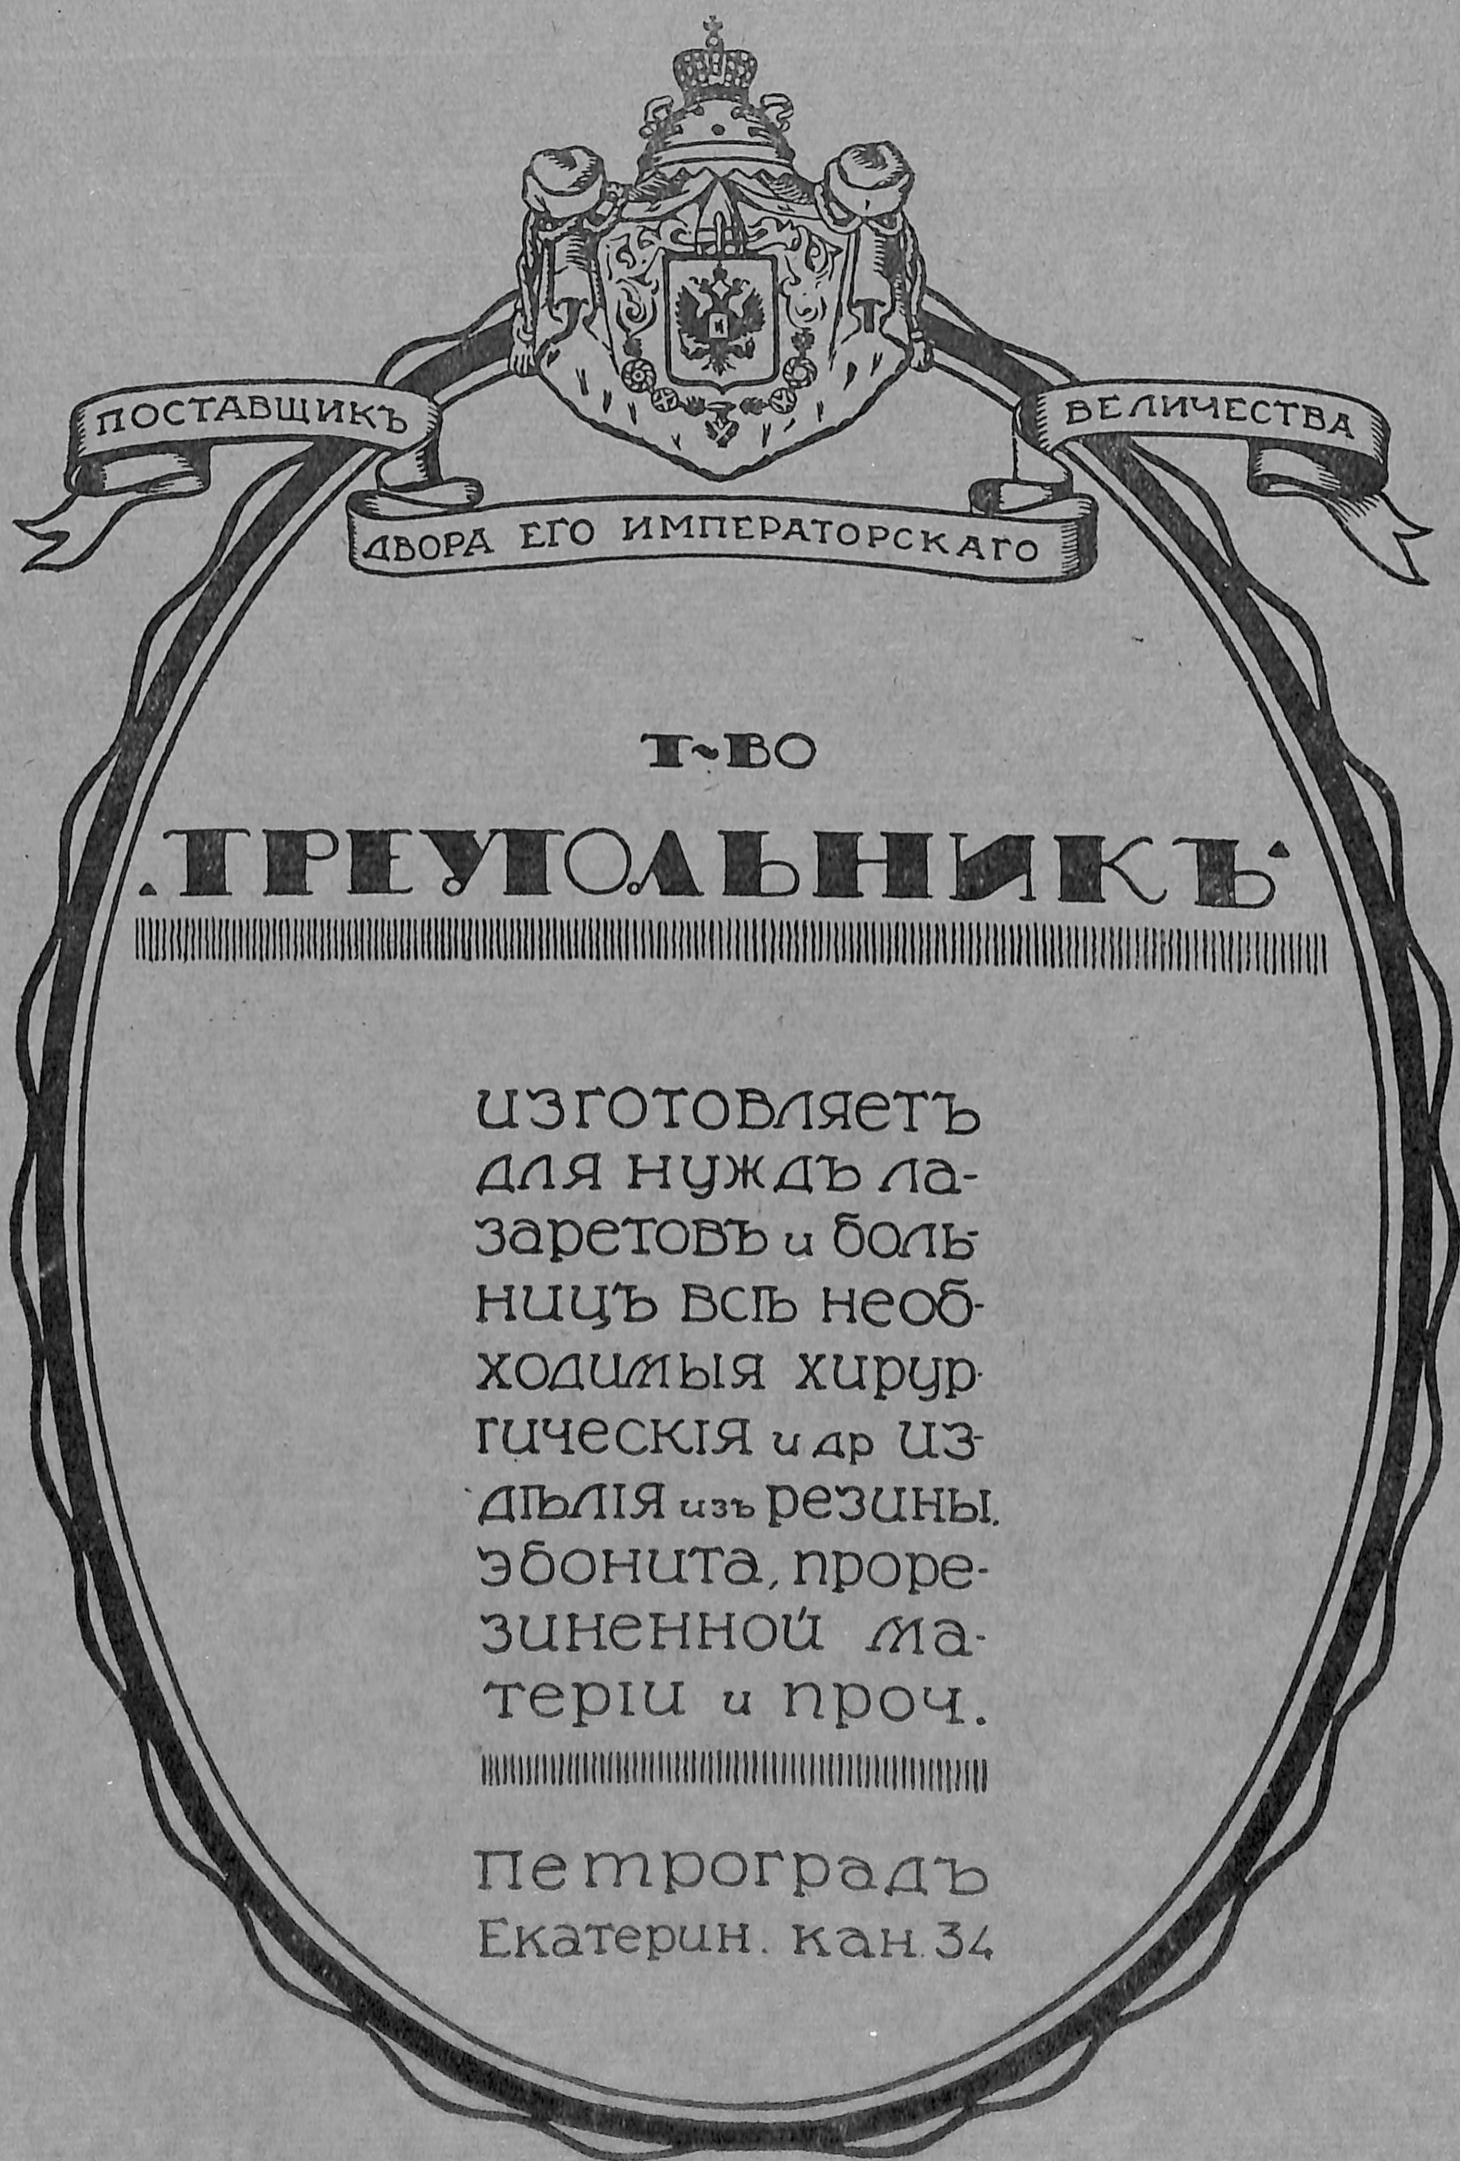 ПОСТАВЩИКЪ
ДВОРА ЕГО ИМПЕРАТОРСКАГО
ВЕЛИЧЕСТВА
Т~ВО
„ТРЕУГОЛЬНИКЪ“
изготовляетъ
для нуждъ ла-
заретовъ и боль-
ницъ всѣ необ-
ходимыя хирур-
гическія и др из-
дѣлія изъ резины,
эбонита, проре-
зиненной ма-
теріи и проч.
Петроградъ
Екатерин. кан. 34